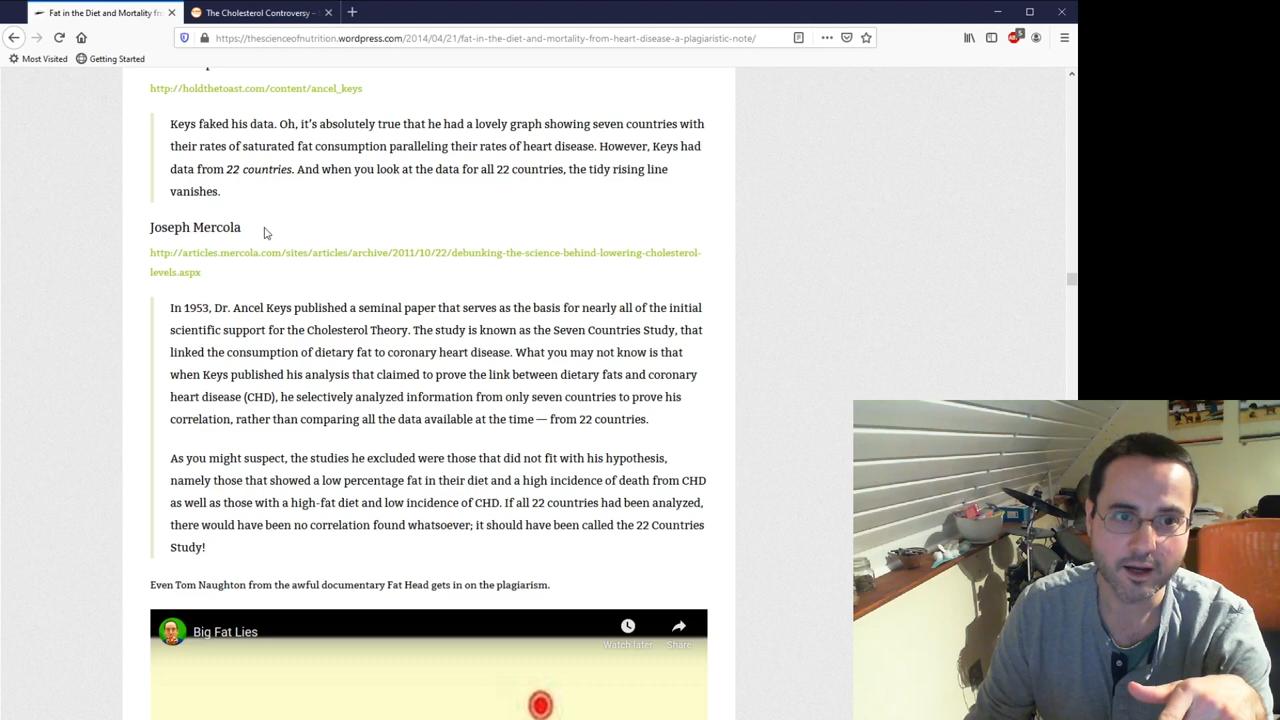 Fat in the Diet and Mortality fro
The Cholesterol Controversy –
https://thescienceofnutrition.wordpress.com/2014/04/21/fat-in-the-diet-and-mortality-from-heart-disease-a-plagiaristic-note/
Most Visited
Getting Started
http://holdthetoast.com/content/ancel_keys
Keys faked his data. Oh, it's absolutely true that he had a lovely graph showing seven countries with
their rates of saturated fat consumption paralleling their rates of heart disease. However, Keys had
data from 22 countries. And when you look at the data for all 22 countries, the tidy rising line
vanishes.
Joseph Mercola
http://articles.mercola.com/sites/articles/archive/2011/10/22/debunking-the-science-behind-lowering-cholesterol-
levels.aspx
In 1953, Dr. Ancel Keys published a seminal paper that serves as the basis for nearly all of the initial
scientific support for the Cholesterol Theory. The study is known as the Seven Countries Study, that
linked the consumption of dietary fat to coronary heart disease. What you may not know is that
when Keys published his analysis that claimed to prove the link between dietary fats and coronary
heart disease (CHD), he selectively analyzed information from only seven countries to prove his
correlation, rather than comparing all the data available at the time — from 22 countries.
As you might suspect, the studies he excluded were those that did not fit with his hypothesis,
namely those that showed a low percentage fat in their diet and a high incidence of death from CHD
as well as those with a high-fat diet and low incidence of CHD. If all 22 countries had been analyzed,
there would have been no correlation found whatsoever; it should have been called the 22 Countries
Study!
Even Tom Naughton from the awful documentary Fat Head gets in on the plagiarism.
Big Fat Lies
Watch later
Share